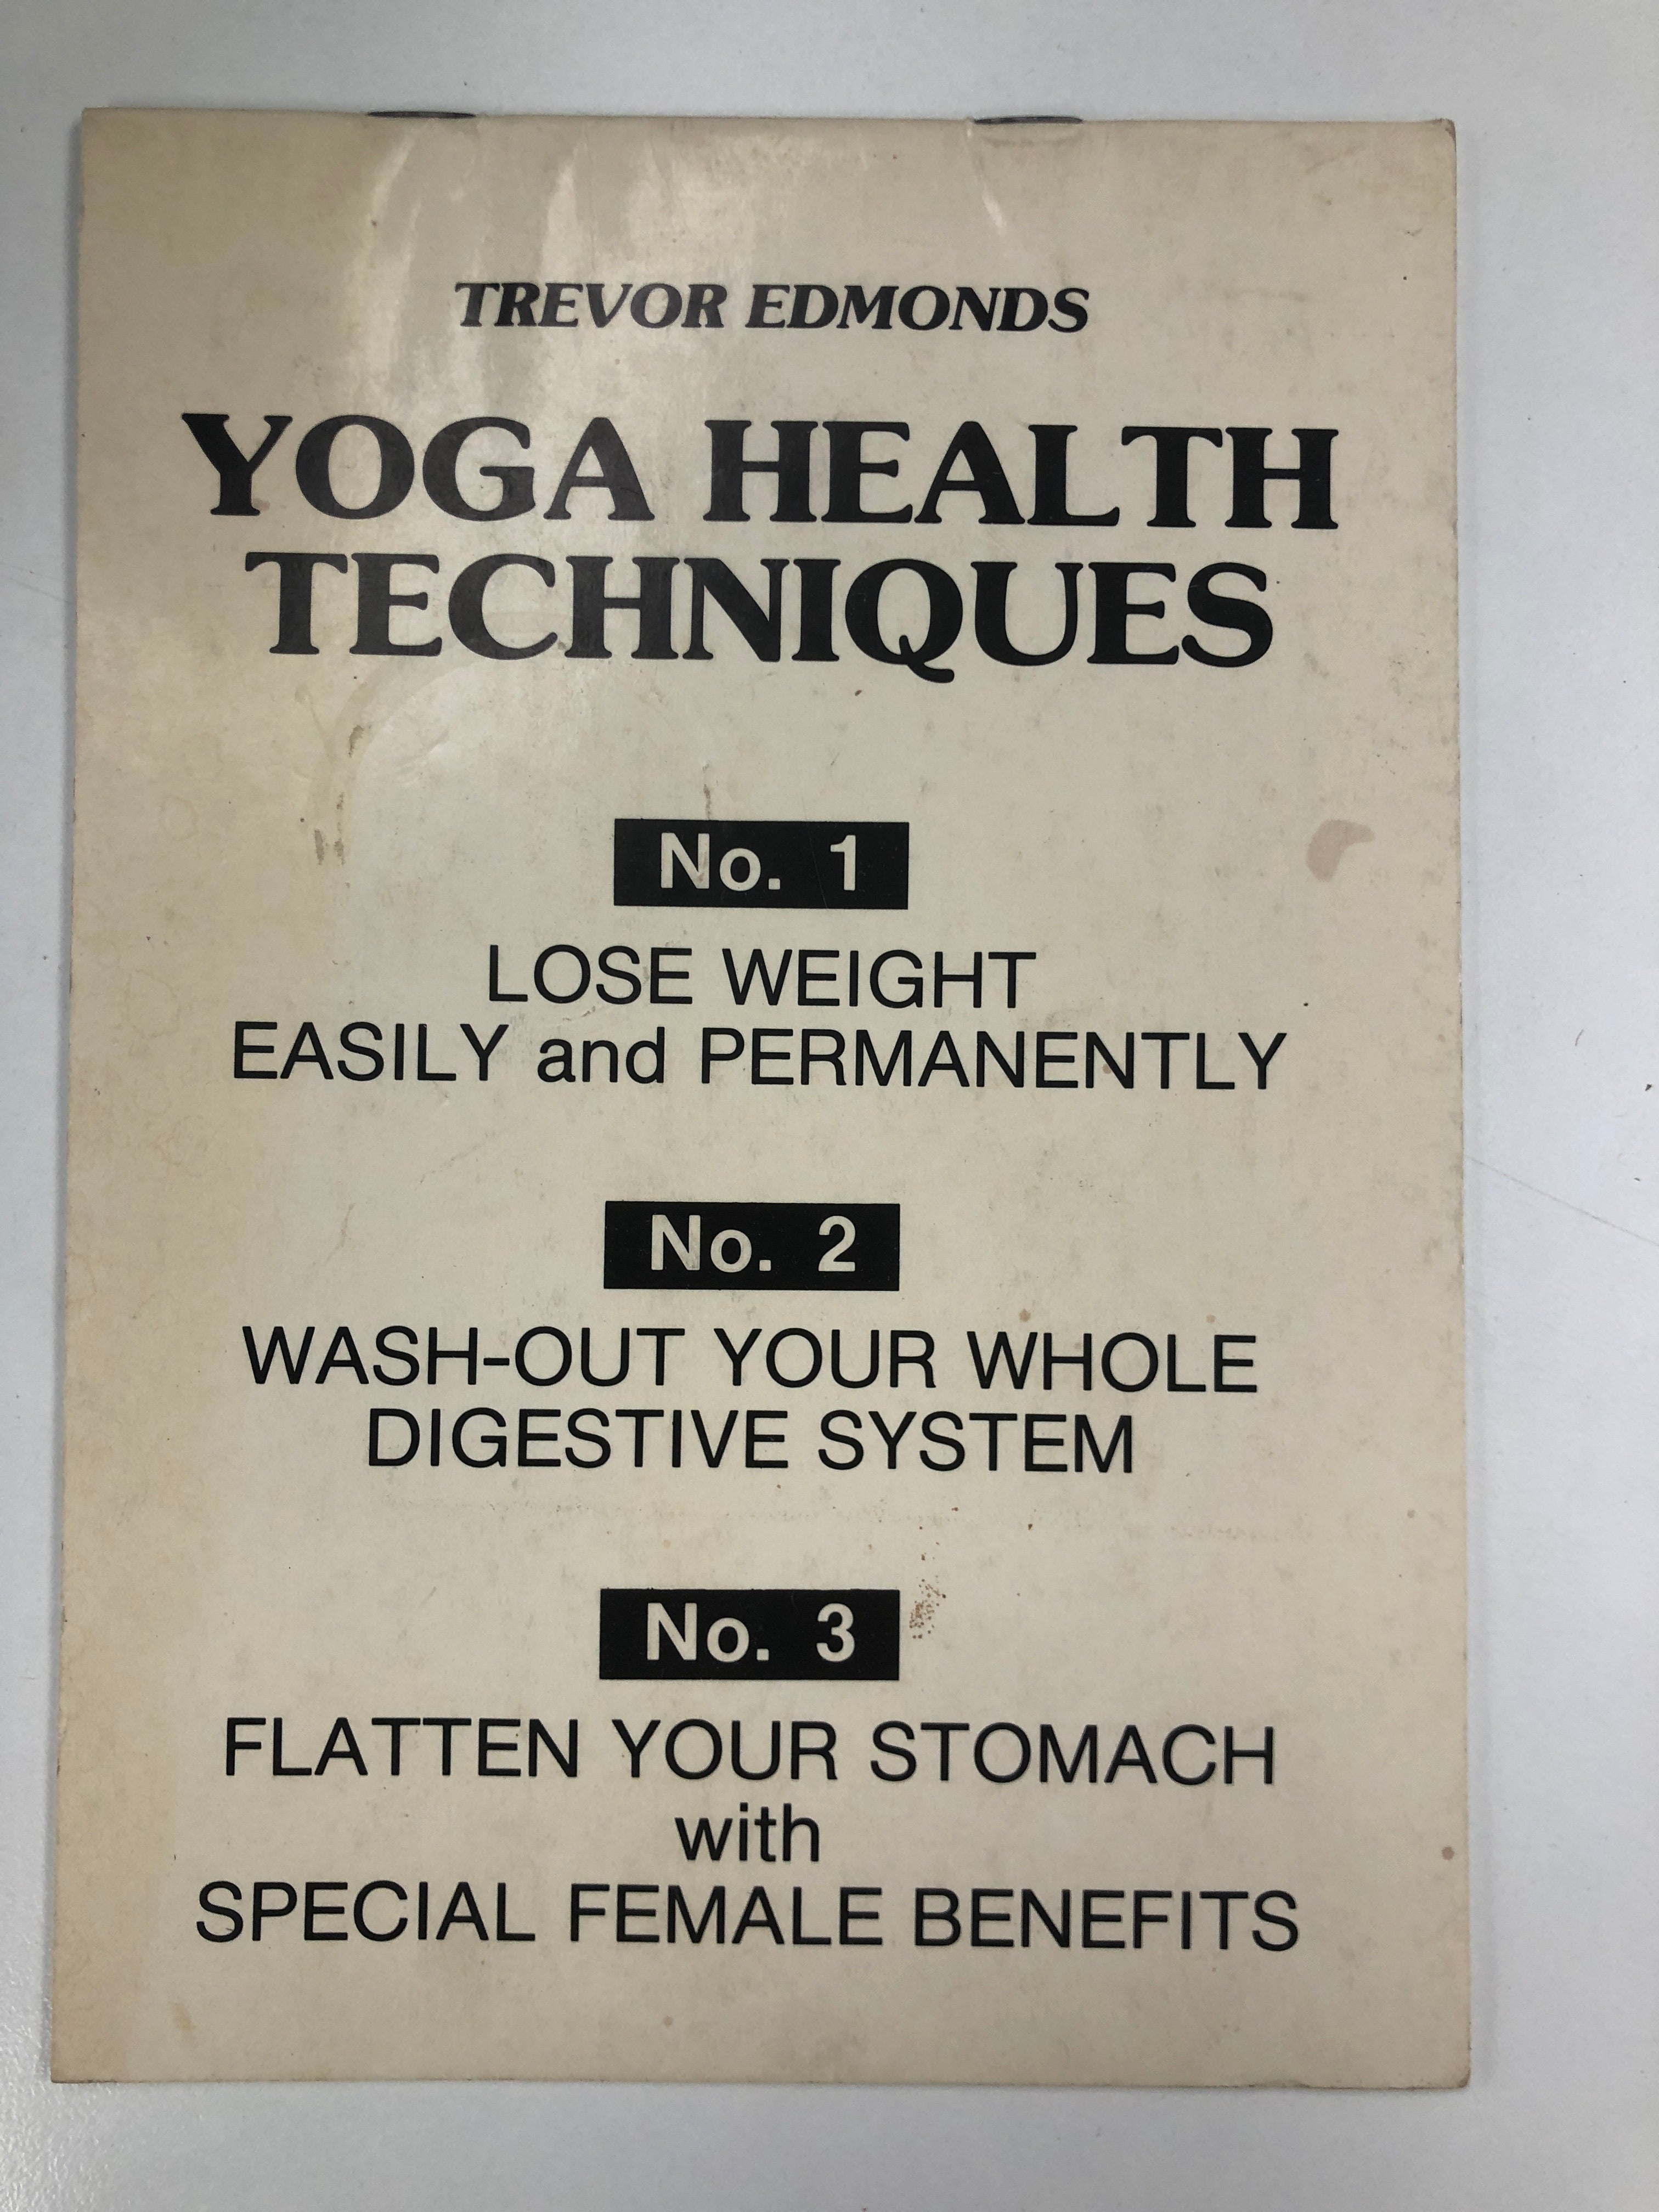 TREVOR EDMONDS
YOGA HEALTH
TECHNIQUES
No. 1
LOSE WEIGHT
EASILY and PERMANENTLY
No. 2
WASH-OUT YOUR WHOLE
DIGESTIVE SYSTEM
No. 3
FLATTEN YOUR STOMACH
with
SPECIAL FEMALE BENEFITS